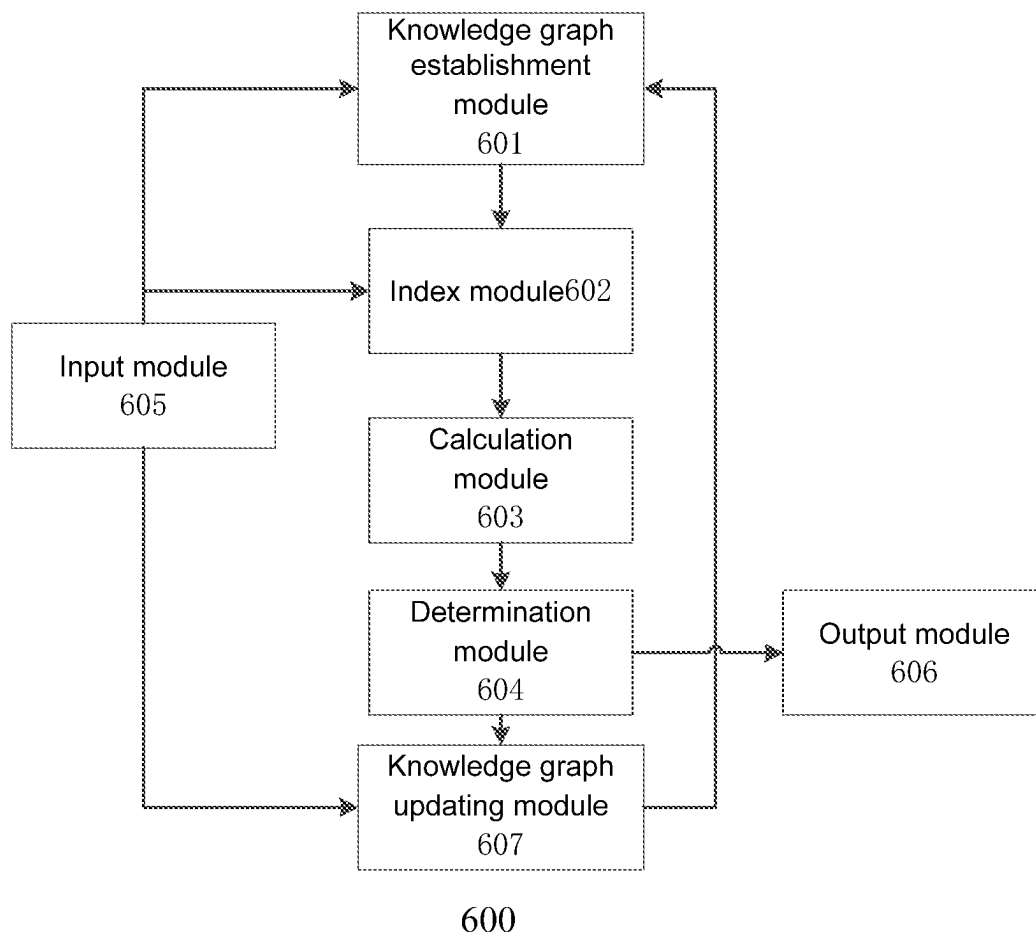 Knowledge graph
establishment
module
601
Index module602
Input module
605
Calculation
module
603
Determination
module
604
Output module
606
Knowledge graph
updating module
607
600